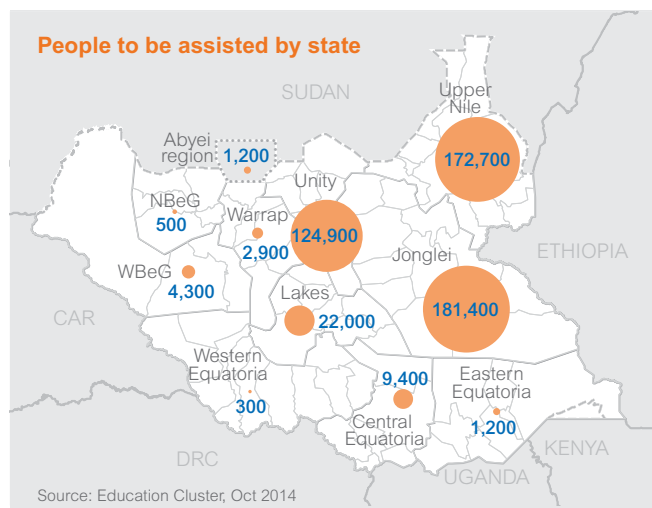 People to be assisted by state
SUDAN
Upper
Nile
172,700
Abyei
region
1,200
Unity
124,900
NBeG
500
Warrap
2,900
Jonglei
181,400
ETHIOPIA
WBeG
4,300
Lakes
22,000
CAR
Western
Equatoria
300
9,400
Central
Equatoria
Eastern
Equatoria
1,200
KENYA
DRC
UGANDA
Source: Education Cluster, Oct 2014